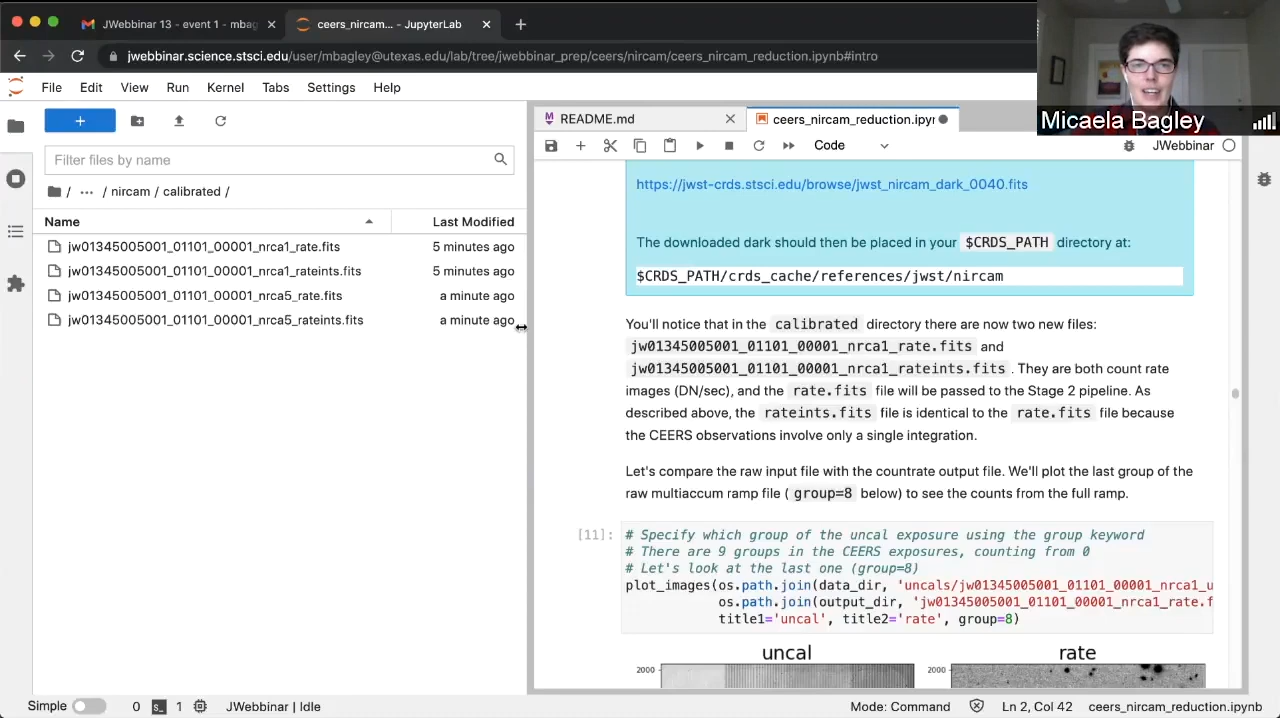 JWebbinar 13 - event 1 - mbag
ceers_nircam... - JupyterLab
jwebbinar.science.stsci.edu/user/mbagley@utexas.edu/lab/tree/jwebbinar_prep/ceers/nircam/ceers_nircam_reduction.ipynb#intro
Micaela Bagley
File Edit View Run Kernel Tabs Settings Help
README.md
ceers_nircam_reduction.ipyn
Code
JWebbinar
Filter files by name
/ ... / nircam / calibrated /
Name Last Modified
jw01345005001_01101_00001_nrca1_rate.fits 5 minutes ago
jw01345005001_01101_00001_nrca1_rateints.fits 5 minutes ago
jw01345005001_01101_00001_nrca5_rate.fits a minute ago
jw01345005001_01101_00001_nrca5_rateints.fits a minute ago
https://jwst-crds.stsci.edu/browse/jwst_nircam_dark_0040.fits
The downloaded dark should then be placed in your $CRDS_PATH directory at:
$CRDS_PATH/crds_cache/references/jwst/nircam
You'll notice that in the calibrated directory there are now two new files:
jw01345005001_01101_00001_nrca1_rate.fits and
jw01345005001_01101_00001_nrca1_rateints.fits . They are both count rate
images (DN/sec), and the rate.fits file will be passed to the Stage 2 pipeline. As
described above, the rateints.fits file is identical to the rate.fits file because
the CEERS observations involve only a single integration.
Let's compare the raw input file with the countrate output file. We'll plot the last group of the
raw multiaccum ramp file ( group=8 below) to see the counts from the full ramp.
[11]:
# Specify which group of the uncal exposure using the group keyword
# There are 9 groups in the CEERS exposures, counting from 0
# Let's look at the last one (group=8)
plot_images(os.path.join(data_dir, 'uncals/jw01345005001_01101_00001_nrca1_u
os.path.join(output_dir, 'jw01345005001_01101_00001_nrca1_rate.f
title1='uncal', title2='rate', group=8)
uncal rate
2000 2000
Simple 0 1 JWebbinar | Idle Mode: Command Ln 2, Col 42 ceers_nircam_reduction.ipynb